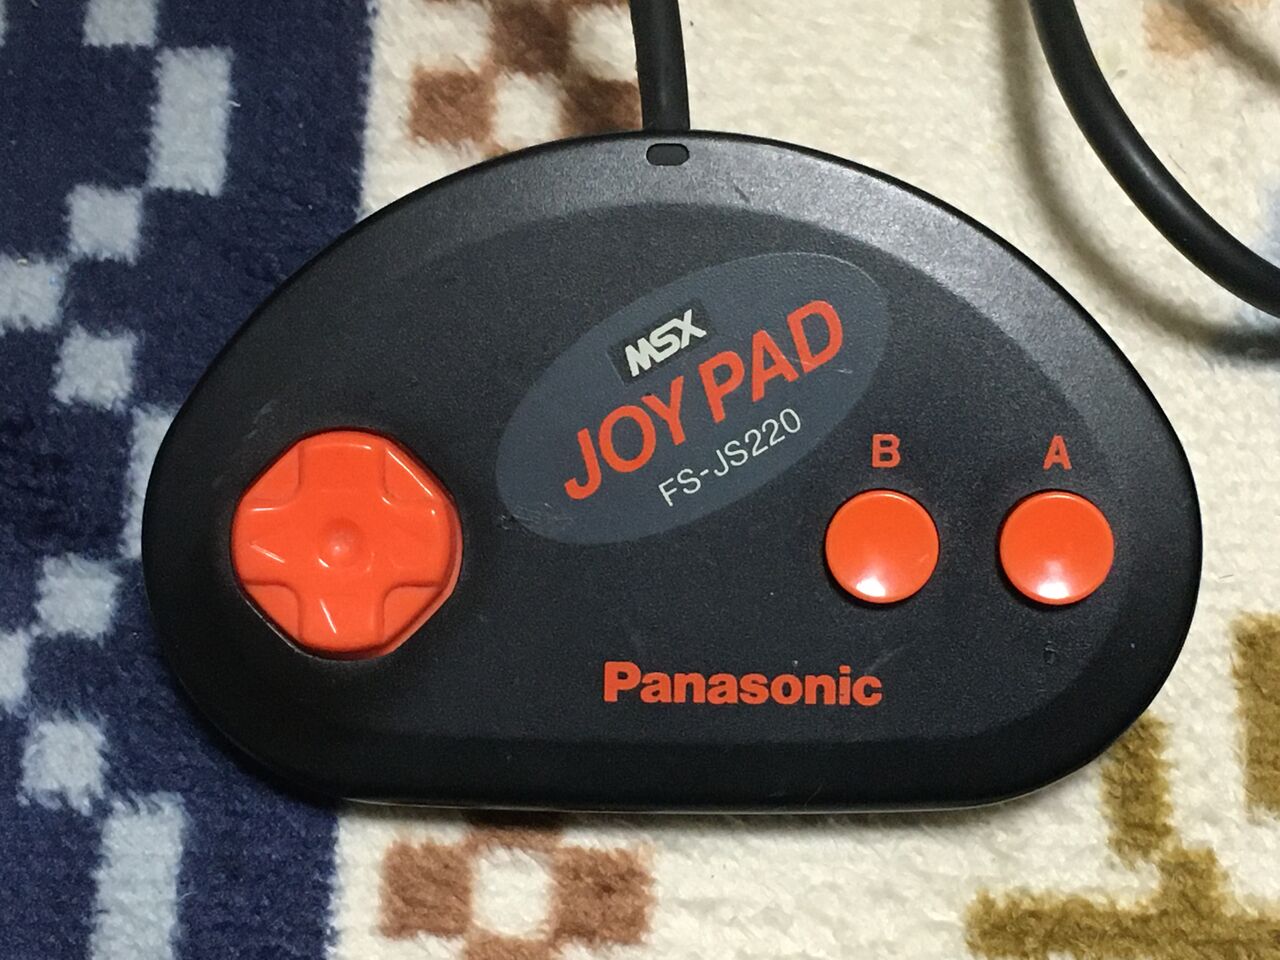 MSX
JOY PAD
FS-JS220
B A
Panasonic